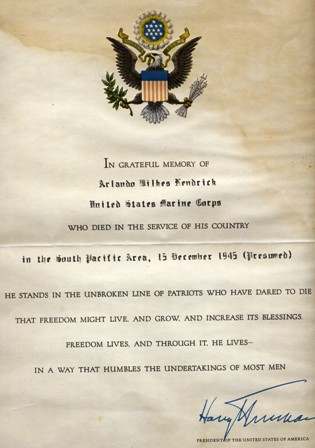 IN GRATEFUL MEMORY OF
Arlando Wilkes Kendrick
United States Marine Corps
WHO DIED IN THE SERVICE OF HIS COUNTRY
in the South Pacific Area, 15 December 1945 (Presumed)
HE STANDS IN THE UNBROKEN LINE OF PATRIOTS WHO HAVE DARED TO DIE
THAT FREEDOM MIGHT LIVE, AND GROW, AND INCREASE ITS BLESSINGS.
FREEDOM LIVES, AND THROUGH IT, HE LIVES—
IN A WAY THAT HUMBLES THE UNDERTAKINGS OF MOST MEN
Harry Truman
PRESIDENT OF THE UNITED STATES OF AMERICA